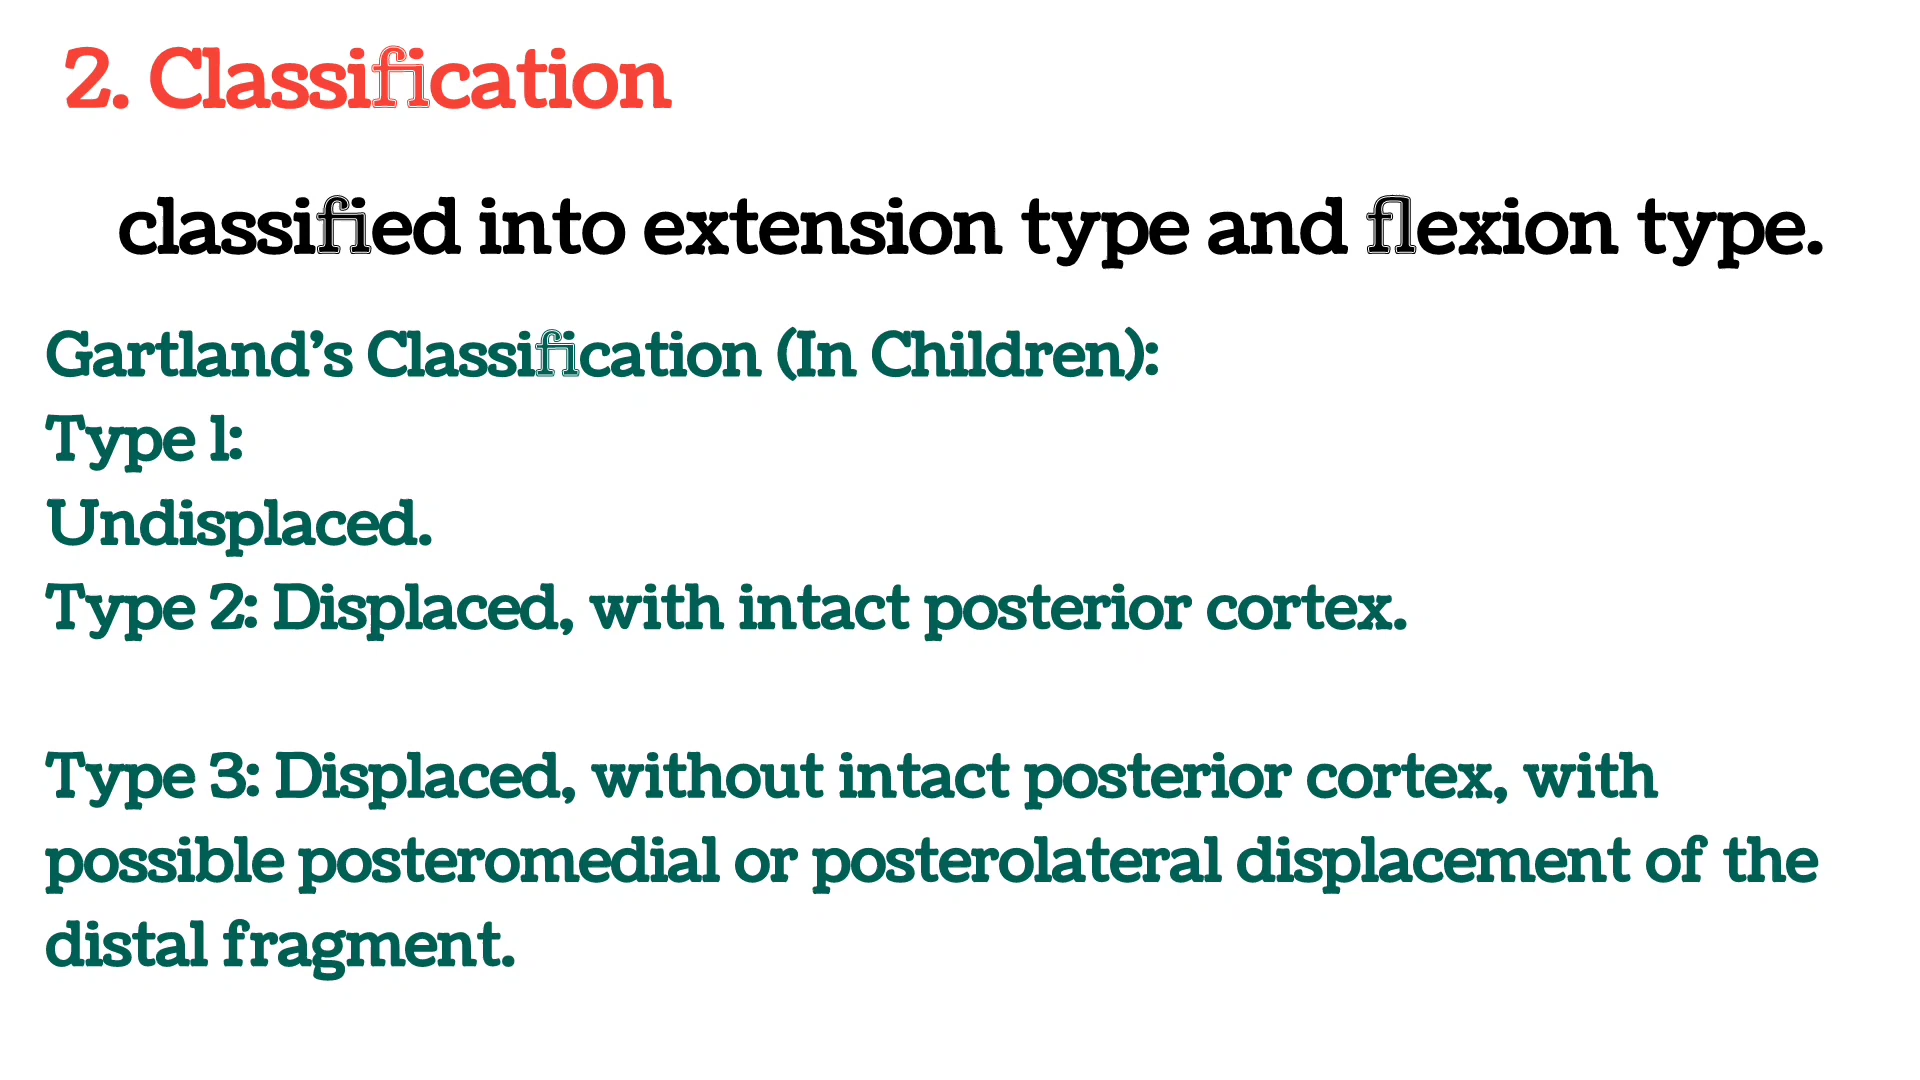 2. Classification
classified into extension type and flexion type.
Gartland’s Classification (In Children):
Type 1:
Undisplaced.
Type 2: Displaced, with intact posterior cortex.
Type 3: Displaced, without intact posterior cortex, with
possible posteromedial or posterolateral displacement of the
distal fragment.